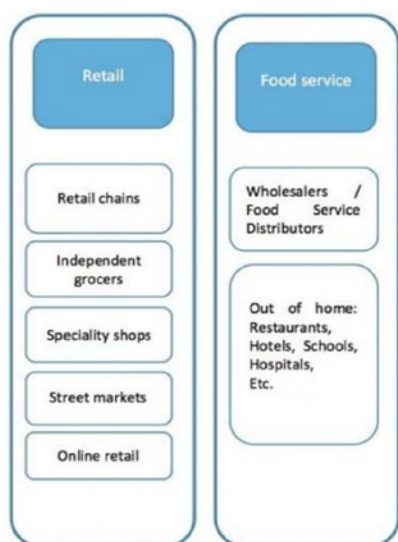 Retail
Retail chains
Independent
grocers
Speciality shops
Street markets
Online retail
Food service
Wholesalers /
Food Service
Distributors
Out of home:
Restaurants,
Hotels, Schools,
Hospitals,
Etc.